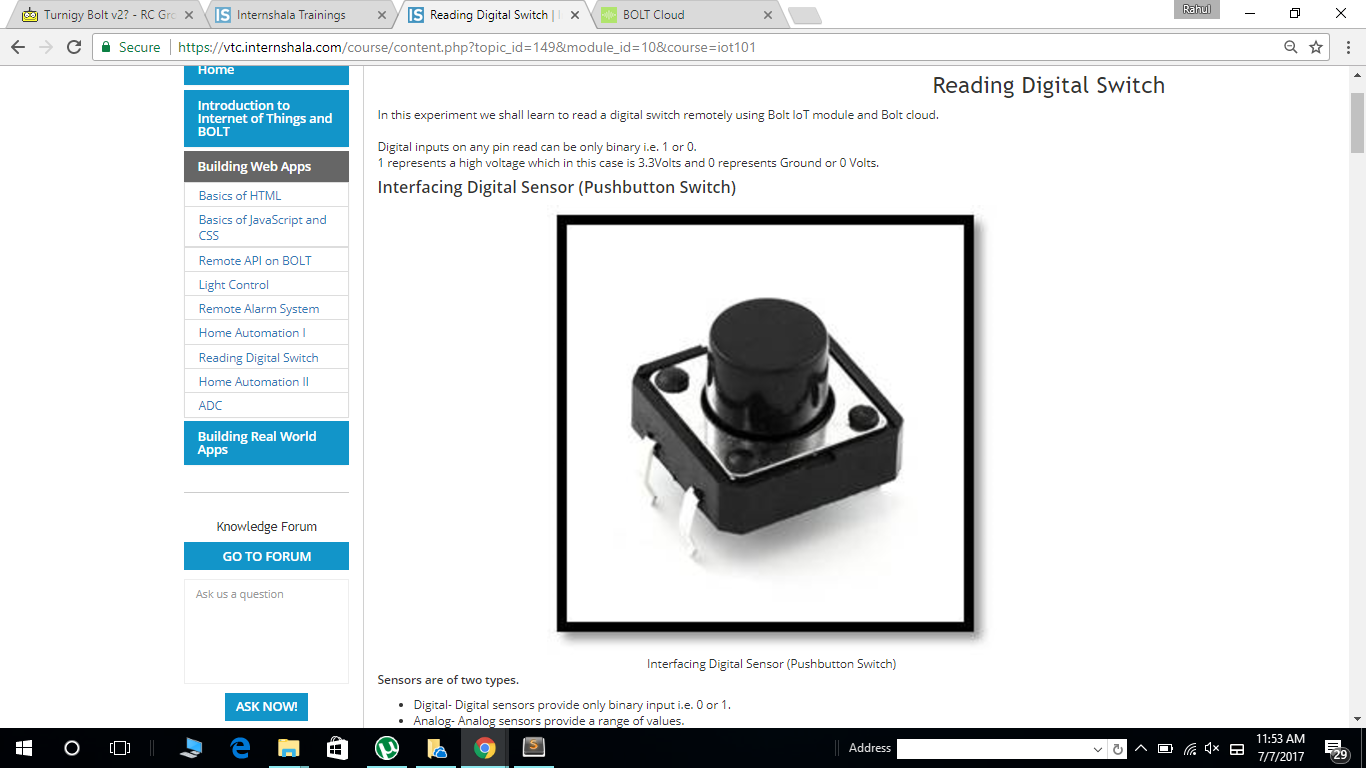 Turnigy Bolt v2? - RC Gro
Internshala Trainings
Reading Digital Switch |
BOLT Cloud
Rahul
Secure
https://vtc.internshala.com/course/content.php?topic_id=149&module_id=10&course=iot101
Home
Introduction to
Internet of Things and
BOLT
Building Web Apps
Basics of HTML
Basics of JavaScript and
CSS
Remote API on BOLT
Light Control
Remote Alarm System
Home Automation I
Reading Digital Switch
Home Automation II
ADC
Building Real World
Apps
Knowledge Forum
GO TO FORUM
Ask us a question
ASK NOW!
Reading Digital Switch
In this experiment we shall learn to read a digital switch remotely using Bolt IoT module and Bolt cloud.
Digital inputs on any pin read can be only binary i.e. 1 or 0.
1 represents a high voltage which in this case is 3.3Volts and 0 represents Ground or 0 Volts.
Interfacing Digital Sensor (Pushbutton Switch)
Interfacing Digital Sensor (Pushbutton Switch)
Sensors are of two types.
Digital- Digital sensors provide only binary input i.e. 0 or 1.
Analog- Analog sensors provide a range of values.
Address
11:53 AM
7/7/2017
29